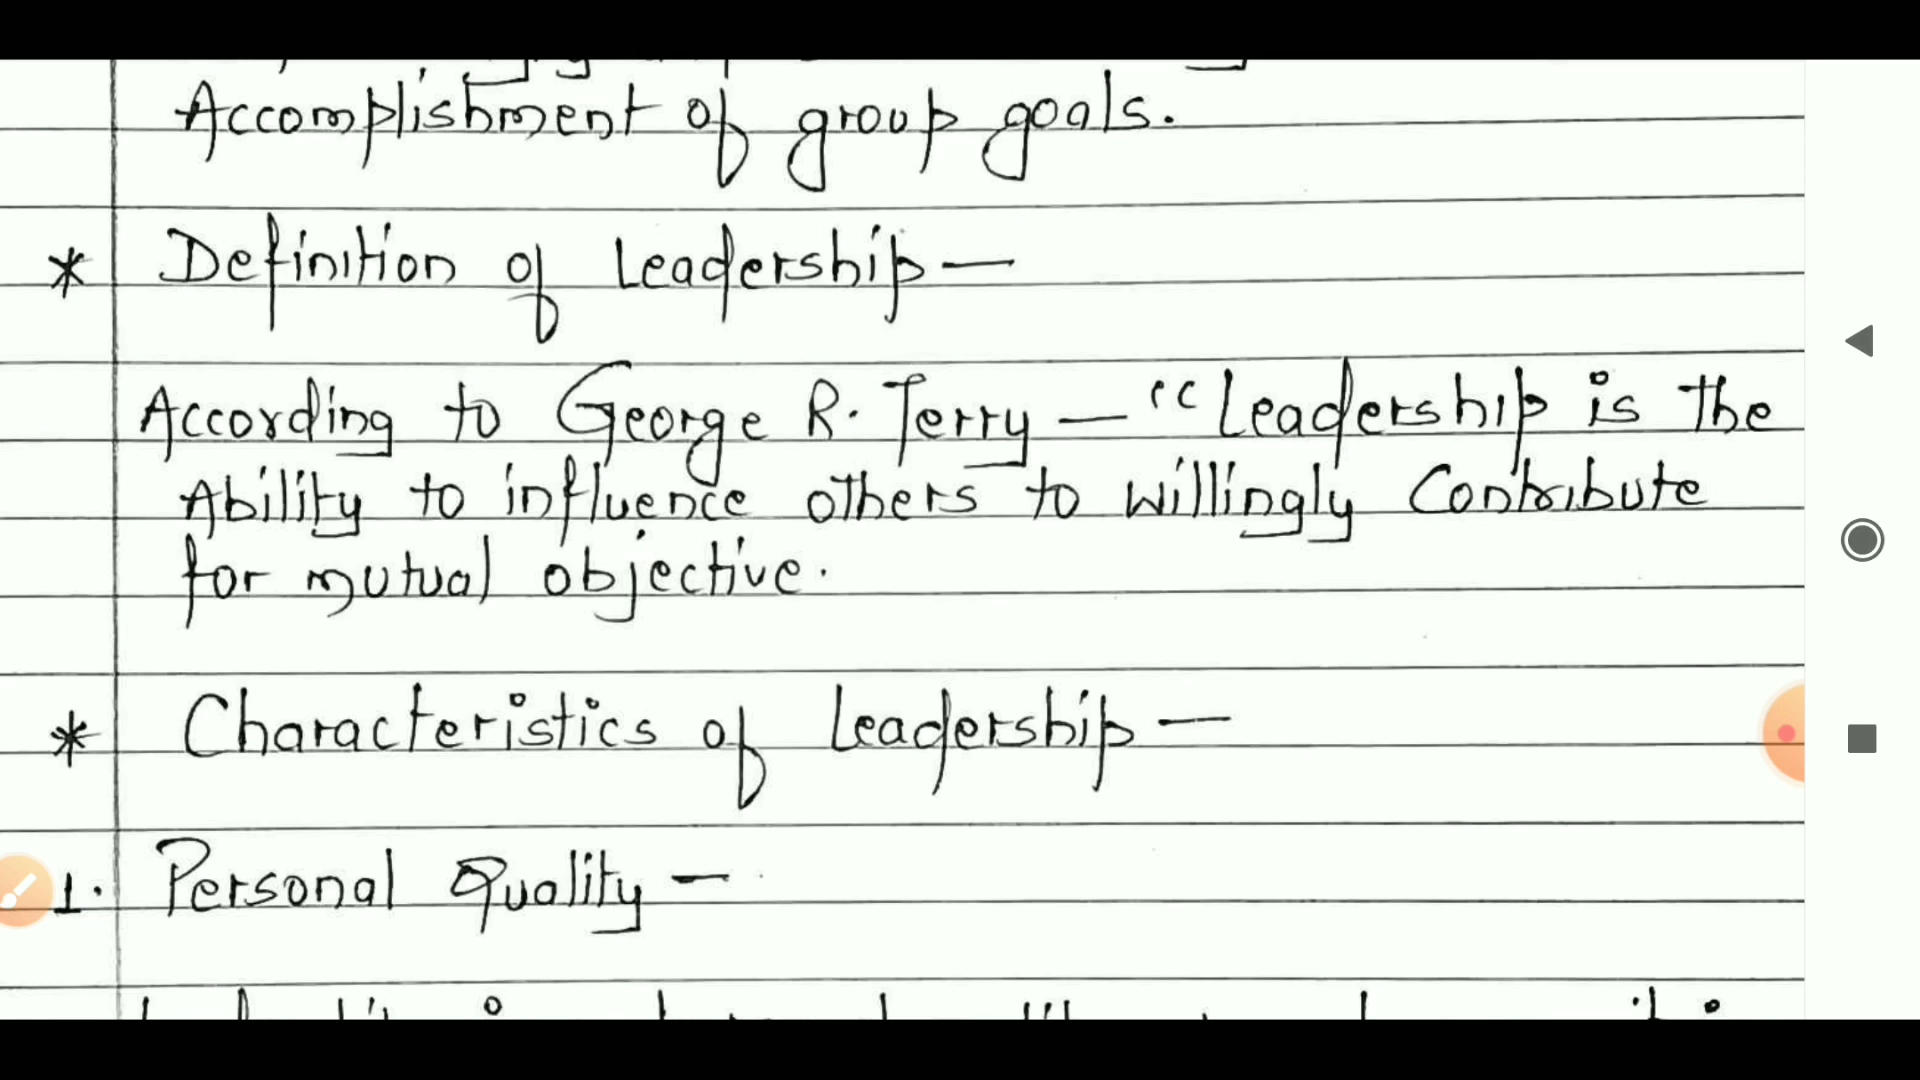 Accomplishment of group goals.
* Definition of Leadership —
According to George R. Terry — "Leadership is the
Ability to influence others to willingly Contribute
for mutual objective.
* Characteristics of Leadership —
1. Personal Quality —